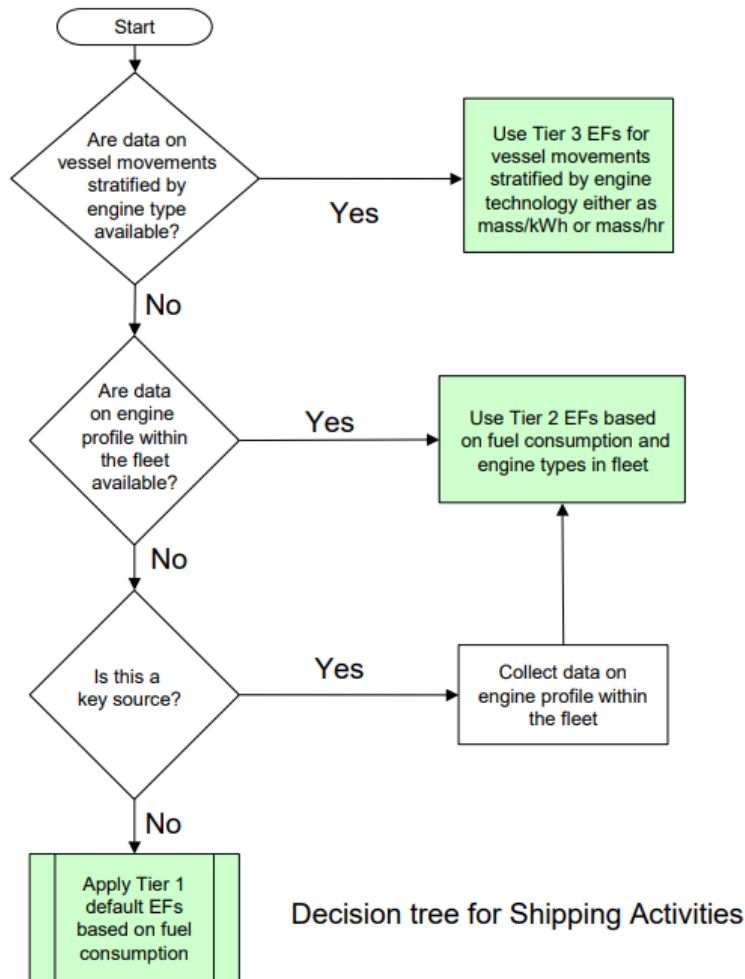 Start
Are data on
vessel movements
stratified by
engine type
available?
Yes
Use Tier 3 EFs for
vessel movements
stratified by engine
technology either as
mass/kWh or mass/hr
No
Are data
on engine
profile within
the fleet
available?
Yes
Use Tier 2 EFs based
on fuel consumption and
engine types in fleet
No
Is this a
key source?
Yes
Collect data on
engine profile within
the fleet
No
Apply Tier 1
default EFs
based on fuel
consumption
Decision tree for Shipping Activities